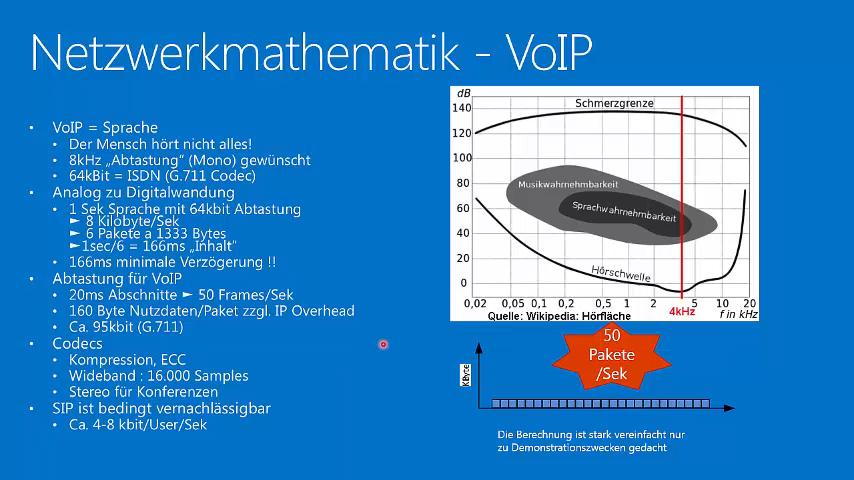 Netzwerkmathematik - VoIP
• VoIP = Sprache
• Der Mensch hört nicht alles!
• 8kHz „Abtastung“ (Mono) gewünscht
• 64kBit = ISDN (G.711 Codec)
• Analog zu Digitalwandung
• 1 Sek Sprache mit 64kbit Abtastung
► 8 Kilobyte/Sek
► 6 Pakete a 1333 Bytes
►1sec/6 = 166ms „Inhalt“
• 166ms minimale Verzögerung !!
• Abtastung für VoIP
• 20ms Abschnitte ► 50 Frames/Sek
• 160 Byte Nutzdaten/Paket zzgl. IP Overhead
• Ca. 95kbit (G.711)
• Codecs
• Kompression, ECC
• Wideband : 16.000 Samples
• Stereo für Konferenzen
• SIP ist bedingt vernachlässigbar
• Ca. 4-8 kbit/User/Sek
dB
140
120
100
80
60
40
20
0
Schmerzgrenze
Musikwahrnehmbarkeit
Sprachwahrnehmbarkeit
Hörschwelle
0,02 0,05 0,1 0,2 0,5 1 2 5 10 20
4kHz
f in kHz
Quelle: Wikipedia: Hörfläche
50
Pakete
/Sek
KByte
Die Berechnung ist stark vereinfacht nur
zu Demonstrationszwecken gedacht